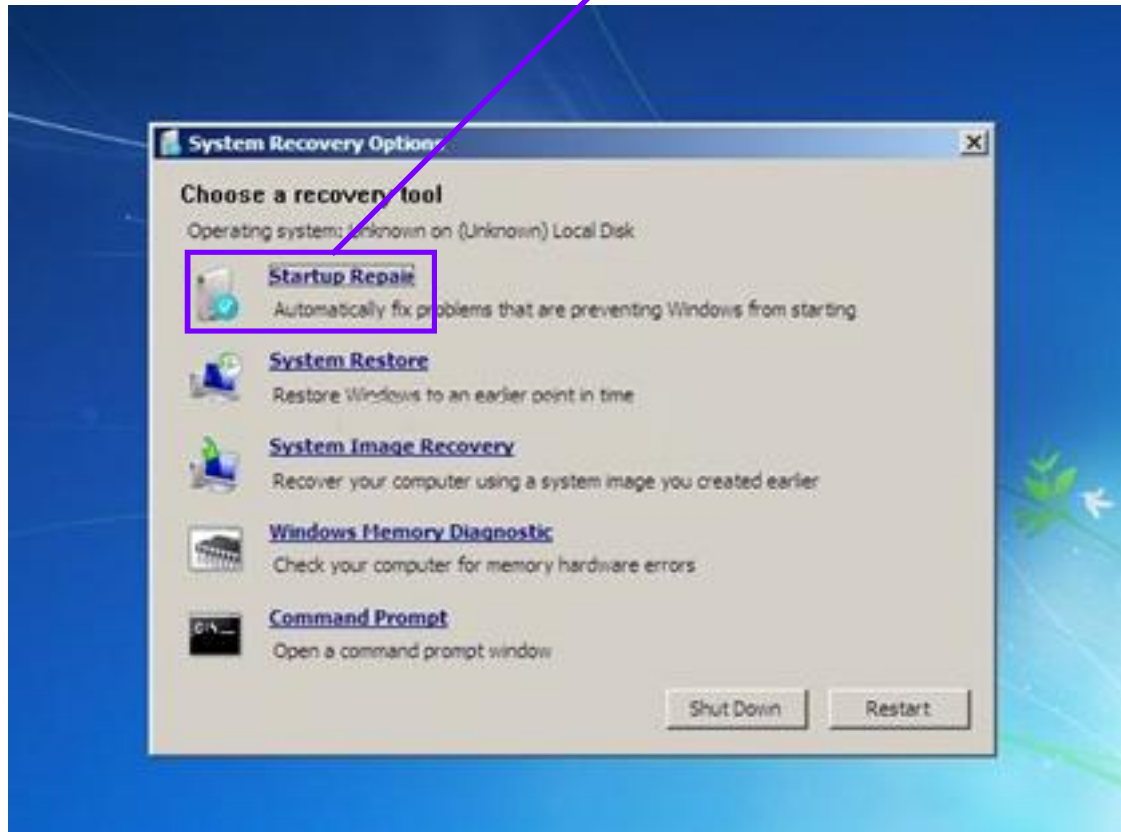 System Recovery Options
Choose a recovery tool
Operating system: Unknown on (Unknown) Local Disk
Startup Repair
Automatically fix problems that are preventing Windows from starting
System Restore
Restore Windows to an earlier point in time
System Image Recovery
Recover your computer using a system image you created earlier
Windows Memory Diagnostic
Check your computer for memory hardware errors
Command Prompt
Open a command prompt window
Shut Down Restart